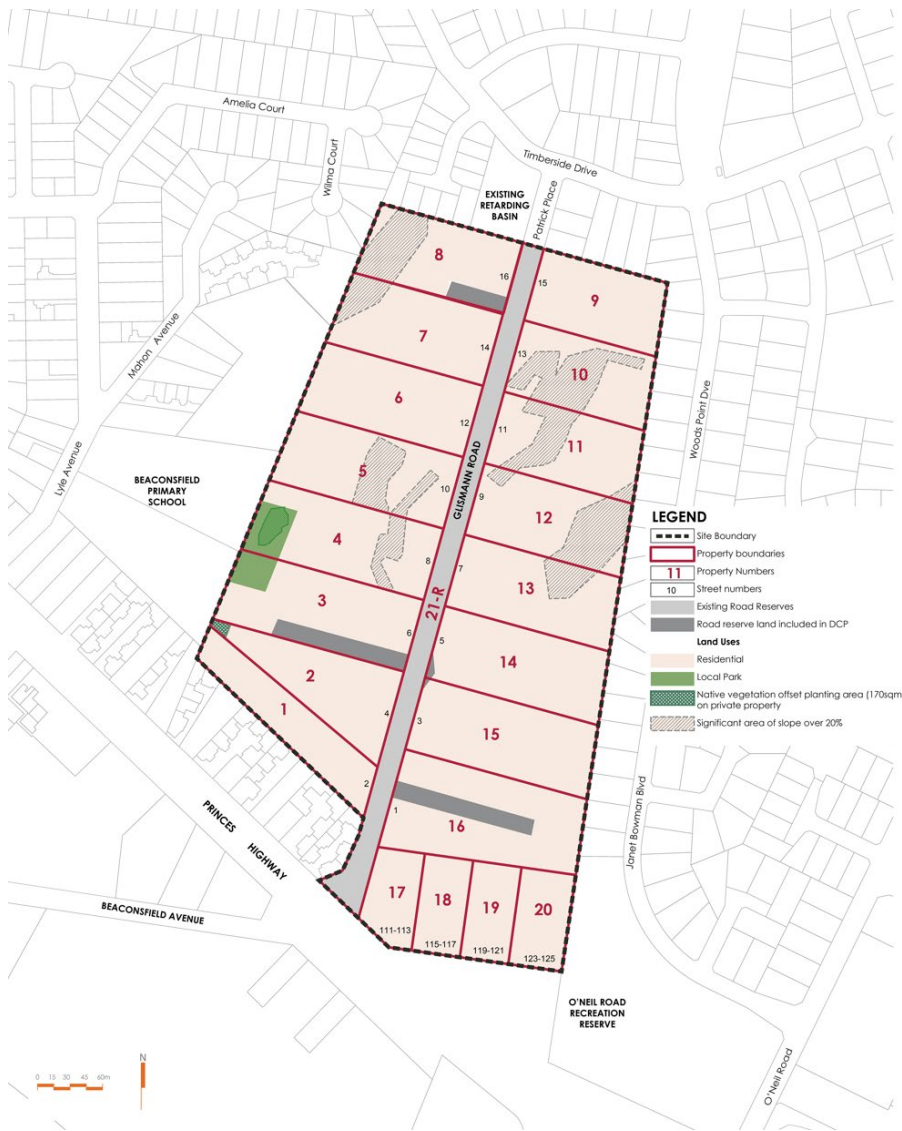 Amelia Court
Wilma Court
Timberside Drive
EXISTING
RETARDING
BASIN
Patrick Place
8
16
15
9
7
14
13
10
Mahon Avenue
6
12
11
11
Woods Point Dve
Lyle Avenue
BEACONSFIELD
PRIMARY
SCHOOL
5
10
GLISMANN ROAD
9
12
4
8
7
13
3
21-R
6
5
14
2
4
3
1
15
2
1
16
PRINCES
HIGHWAY
Janet Bowman Blvd
BEACONSFIELD AVENUE
17
18
19
20
111-113
115-117
119-121
123-125
O'NEIL ROAD
RECREATION
RESERVE
O'Neil Road
LEGEND
Site Boundary
Property boundaries
11
Property Numbers
10
Street numbers
Existing Road Reserves
Road reserve land included in DCP
Land Uses
Residential
Local Park
Native vegetation offset planting area (170sqm
on private property
Significant area of slope over 20%
0 15 30 45 60m
N